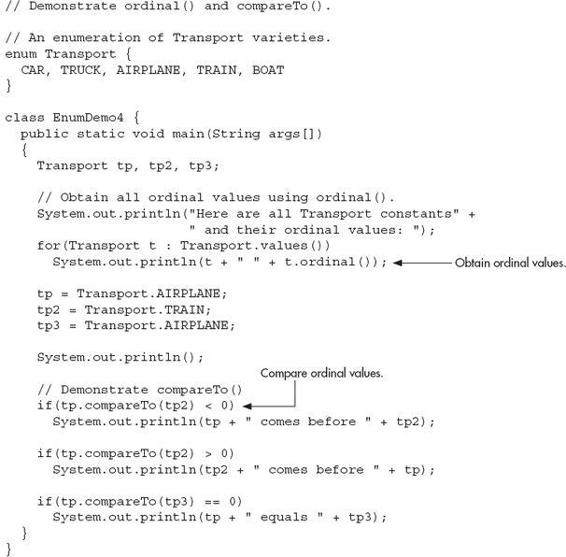 // Demonstrate ordinal() and compareTo().

// An enumeration of Transport varieties.
enum Transport {
  CAR, TRUCK, AIRPLANE, TRAIN, BOAT
}

class EnumDemo4 {
  public static void main(String args[])
  {
    Transport tp, tp2, tp3;

    // Obtain all ordinal values using ordinal().
    System.out.println("Here are all Transport constants" +
                       " and their ordinal values: ");
    for(Transport t : Transport.values())
      System.out.println(t + " " + t.ordinal());
Obtain ordinal values.

    tp = Transport.AIRPLANE;
    tp2 = Transport.TRAIN;
    tp3 = Transport.AIRPLANE;

    System.out.println();

Compare ordinal values.
    // Demonstrate compareTo()
    if(tp.compareTo(tp2) < 0)
      System.out.println(tp + " comes before " + tp2);

    if(tp.compareTo(tp2) > 0)
      System.out.println(tp2 + " comes before " + tp);

    if(tp.compareTo(tp3) == 0)
      System.out.println(tp + " equals " + tp3);
  }
}